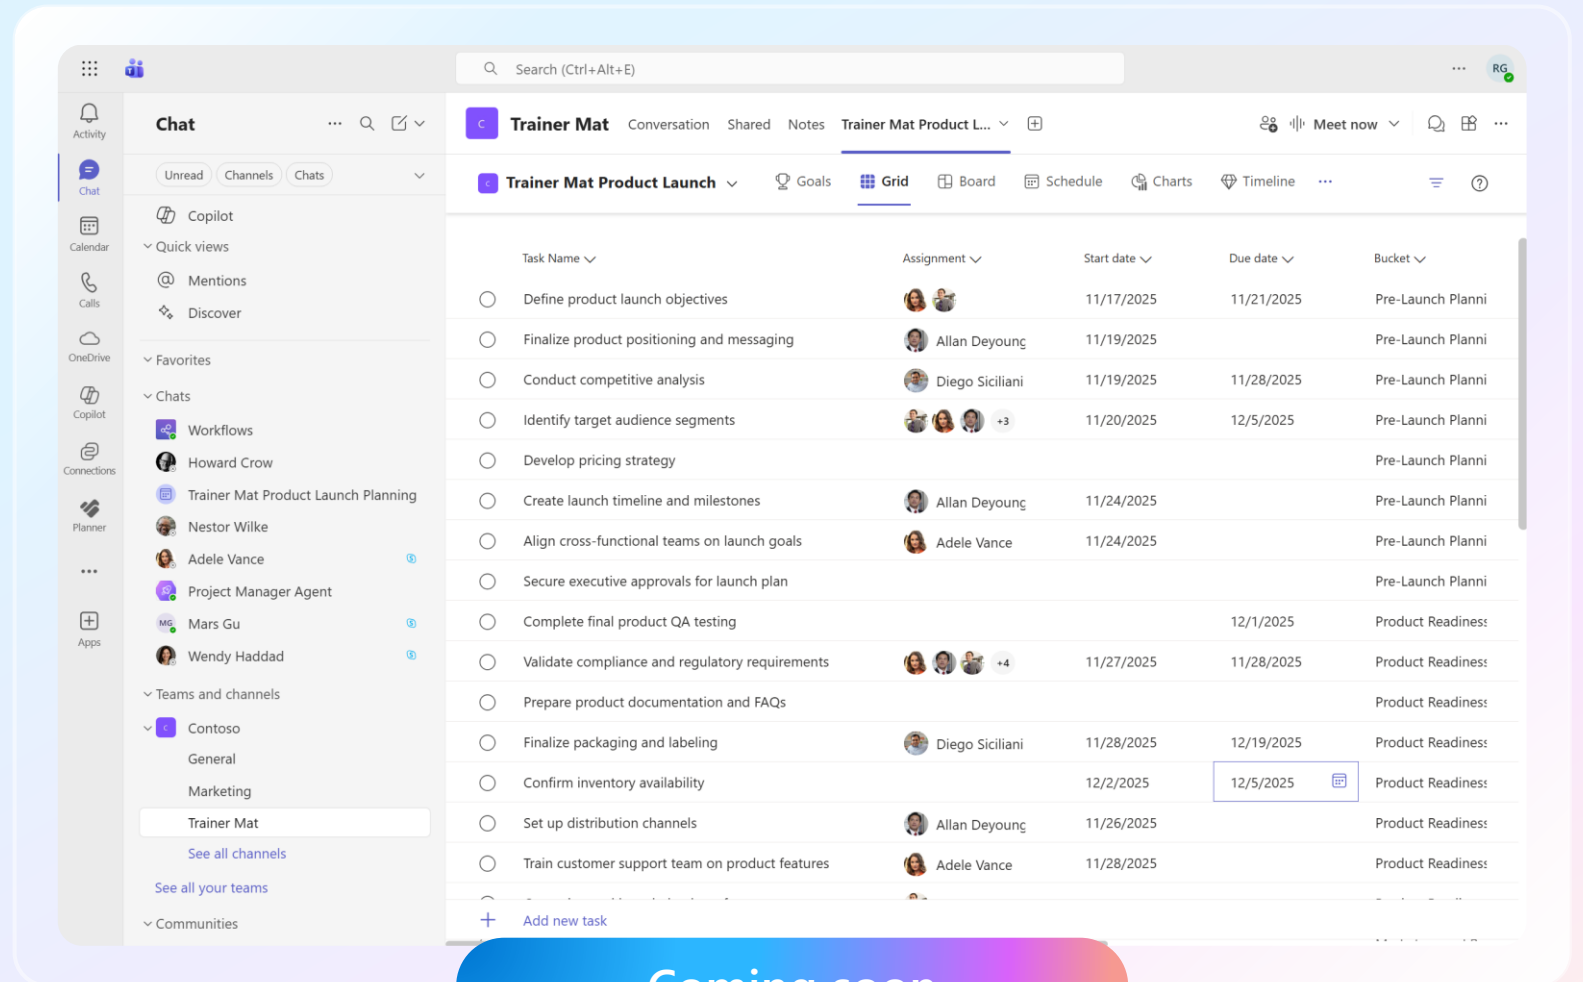 Search (Ctrl+Alt+E)
RG
Activity
Chat
Calendar
Calls
OneDrive
Copilot
Connections
Planner
Apps
Chat
Unread Channels Chats
Copilot
Quick views
Mentions
Discover
Favorites
Chats
Workflows
Howard Crow
Trainer Mat Product Launch Planning
Nestor Wilke
Adele Vance
Project Manager Agent
MG Mars Gu
Wendy Haddad
Teams and channels
C Contoso
General
Marketing
Trainer Mat
See all channels
See all your teams
Communities
C Trainer Mat Conversation Shared Notes Trainer Mat Product L... Meet now
C Trainer Mat Product Launch Goals Grid Board Schedule Charts Timeline
Task Name Assignment Start date Due date Bucket
Define product launch objectives 11/17/2025 11/21/2025 Pre-Launch Planni
Finalize product positioning and messaging Allan Deyoung 11/19/2025 Pre-Launch Planni
Conduct competitive analysis Diego Siciliani 11/19/2025 11/28/2025 Pre-Launch Planni
Identify target audience segments +3 11/20/2025 12/5/2025 Pre-Launch Planni
Develop pricing strategy Pre-Launch Planni
Create launch timeline and milestones Allan Deyoung 11/24/2025 Pre-Launch Planni
Align cross-functional teams on launch goals Adele Vance 11/24/2025 Pre-Launch Planni
Secure executive approvals for launch plan Pre-Launch Planni
Complete final product QA testing 12/1/2025 Product Readiness
Validate compliance and regulatory requirements +4 11/27/2025 11/28/2025 Product Readiness
Prepare product documentation and FAQs Product Readiness
Finalize packaging and labeling Diego Siciliani 11/28/2025 12/19/2025 Product Readiness
Confirm inventory availability 12/2/2025 12/5/2025 Product Readiness
Set up distribution channels Allan Deyoung 11/26/2025 Product Readiness
Train customer support team on product features Adele Vance 11/28/2025 Product Readiness
Add new task
Coming soon